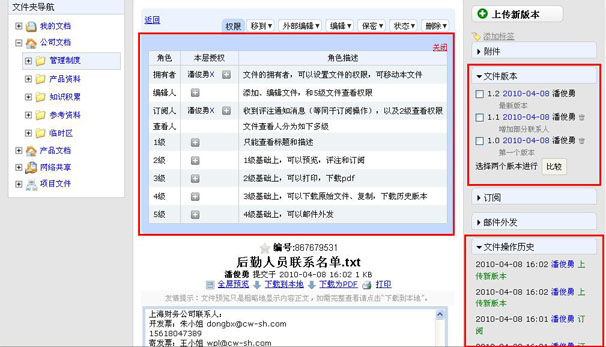 文件夹导航
我的文档
公司文档
管理制度
产品资料
知识积累
参考资料
临时区
产品文档
网络共享
项目文件
返回
权限 移到▼ 外部编辑▼ 编辑▼ 保密▼ 状态▼ 删除▼
关闭
角色 本层授权 角色描述
拥有者 潘俊勇X 文件的拥有者，可以设置文件的权限，可移动本文件
编辑人 添加、编辑文件，和5级文件查看权限
订阅人 潘俊勇X 收到评注通知消息（等同于订阅操作），以及2级查看权限
查看人 文件查看人分为如下多级
1级 只能查看标题和描述
2级 1级基础上，可以预览，评注和订阅
3级 2级基础上，可以打印，下载pdf
4级 3级基础上，可以下载原始文件、复制，下载历史版本
5级 4级基础上，可以邮件外发
编号:867679531
后勤人员联系名单.txt
潘俊勇 提交于 2010-04-08 16:02 1 KB
全屏预览 下载到本地 下载为PDF 打印
友情提示：文件预览只是粗略地显示内容正文，如需完整查看请点击“下载到本地”。
上海财务公司联系人:
开发票: 朱小姐 dongbx@cw-sh.com
15618047389
寄发票: 王小姐 wpl@cw-sh.com
上传新版本
添加标签
附件
文件版本
1.2 2010-04-08 潘俊勇
最新版本
1.1 2010-04-08 潘俊勇
增加部分联系人
1.0 2010-04-08 潘俊勇
第一个版本
选择两个版本进行 比较
订阅
邮件外发
文件操作历史
2010-04-08 16:02 潘俊勇 上
传新版本
2010-04-08 16:02 潘俊勇 上
传新版本
2010-04-08 16:01 潘俊勇 订
阅
2010-04-08 16:01 潘俊勇 订